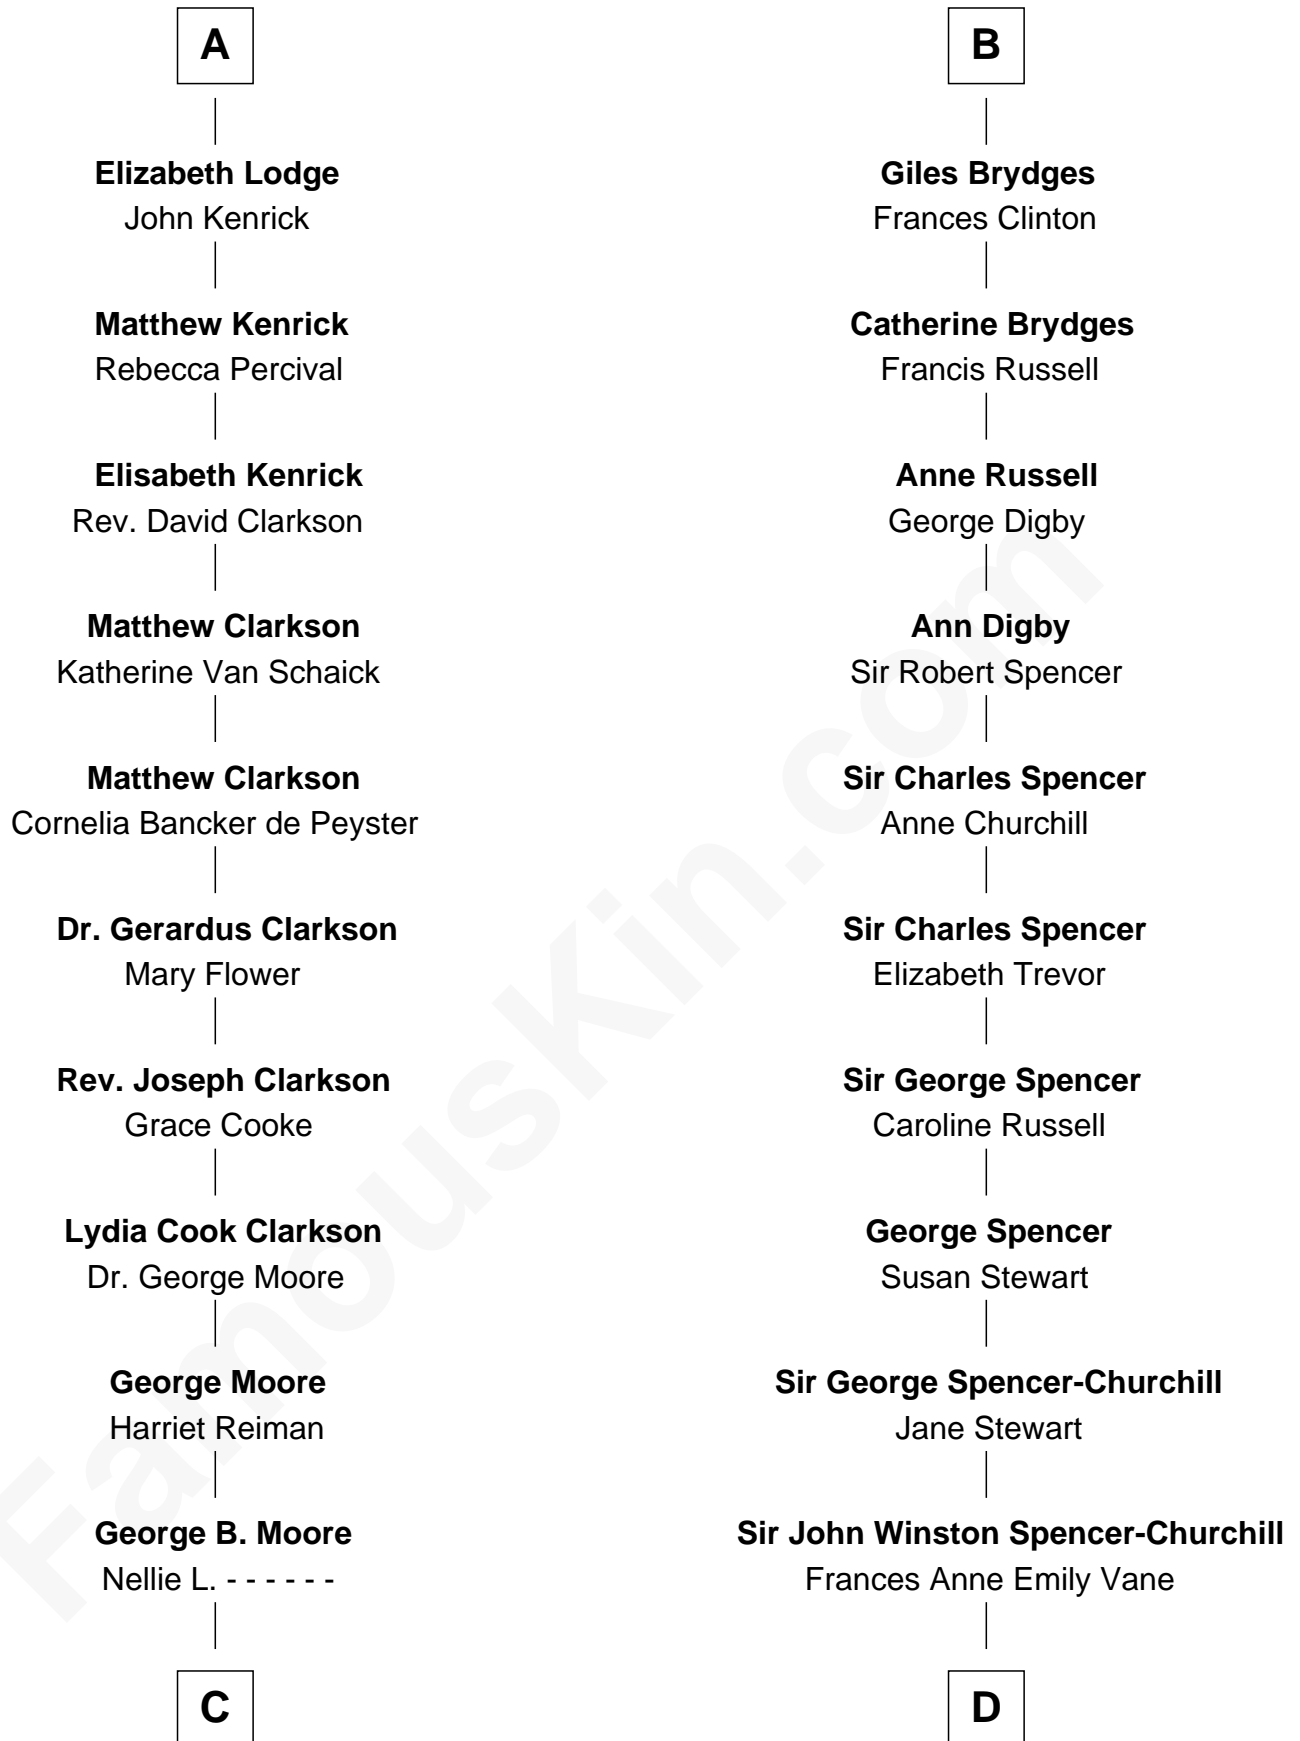 A
Elizabeth Lodge
John Kenrick
Matthew Kenrick
Rebecca Percival
Elisabeth Kenrick
Rev. David Clarkson
Matthew Clarkson
Katherine Van Schaick
Matthew Clarkson
Cornelia Bancker de Peyster
Dr. Gerardus Clarkson
Mary Flower
Rev. Joseph Clarkson
Grace Cooke
Lydia Cook Clarkson
Dr. George Moore
George Moore
Harriet Reiman
George B. Moore
Nellie L. - - - - - -
C
B
Giles Brydges
Frances Clinton
Catherine Brydges
Francis Russell
Anne Russell
George Digby
Ann Digby
Sir Robert Spencer
Sir Charles Spencer
Anne Churchill
Sir Charles Spencer
Elizabeth Trevor
Sir George Spencer
Caroline Russell
George Spencer
Susan Stewart
Sir George Spencer-Churchill
Jane Stewart
Sir John Winston Spencer-Churchill
Frances Anne Emily Vane
D
FamousKin.com